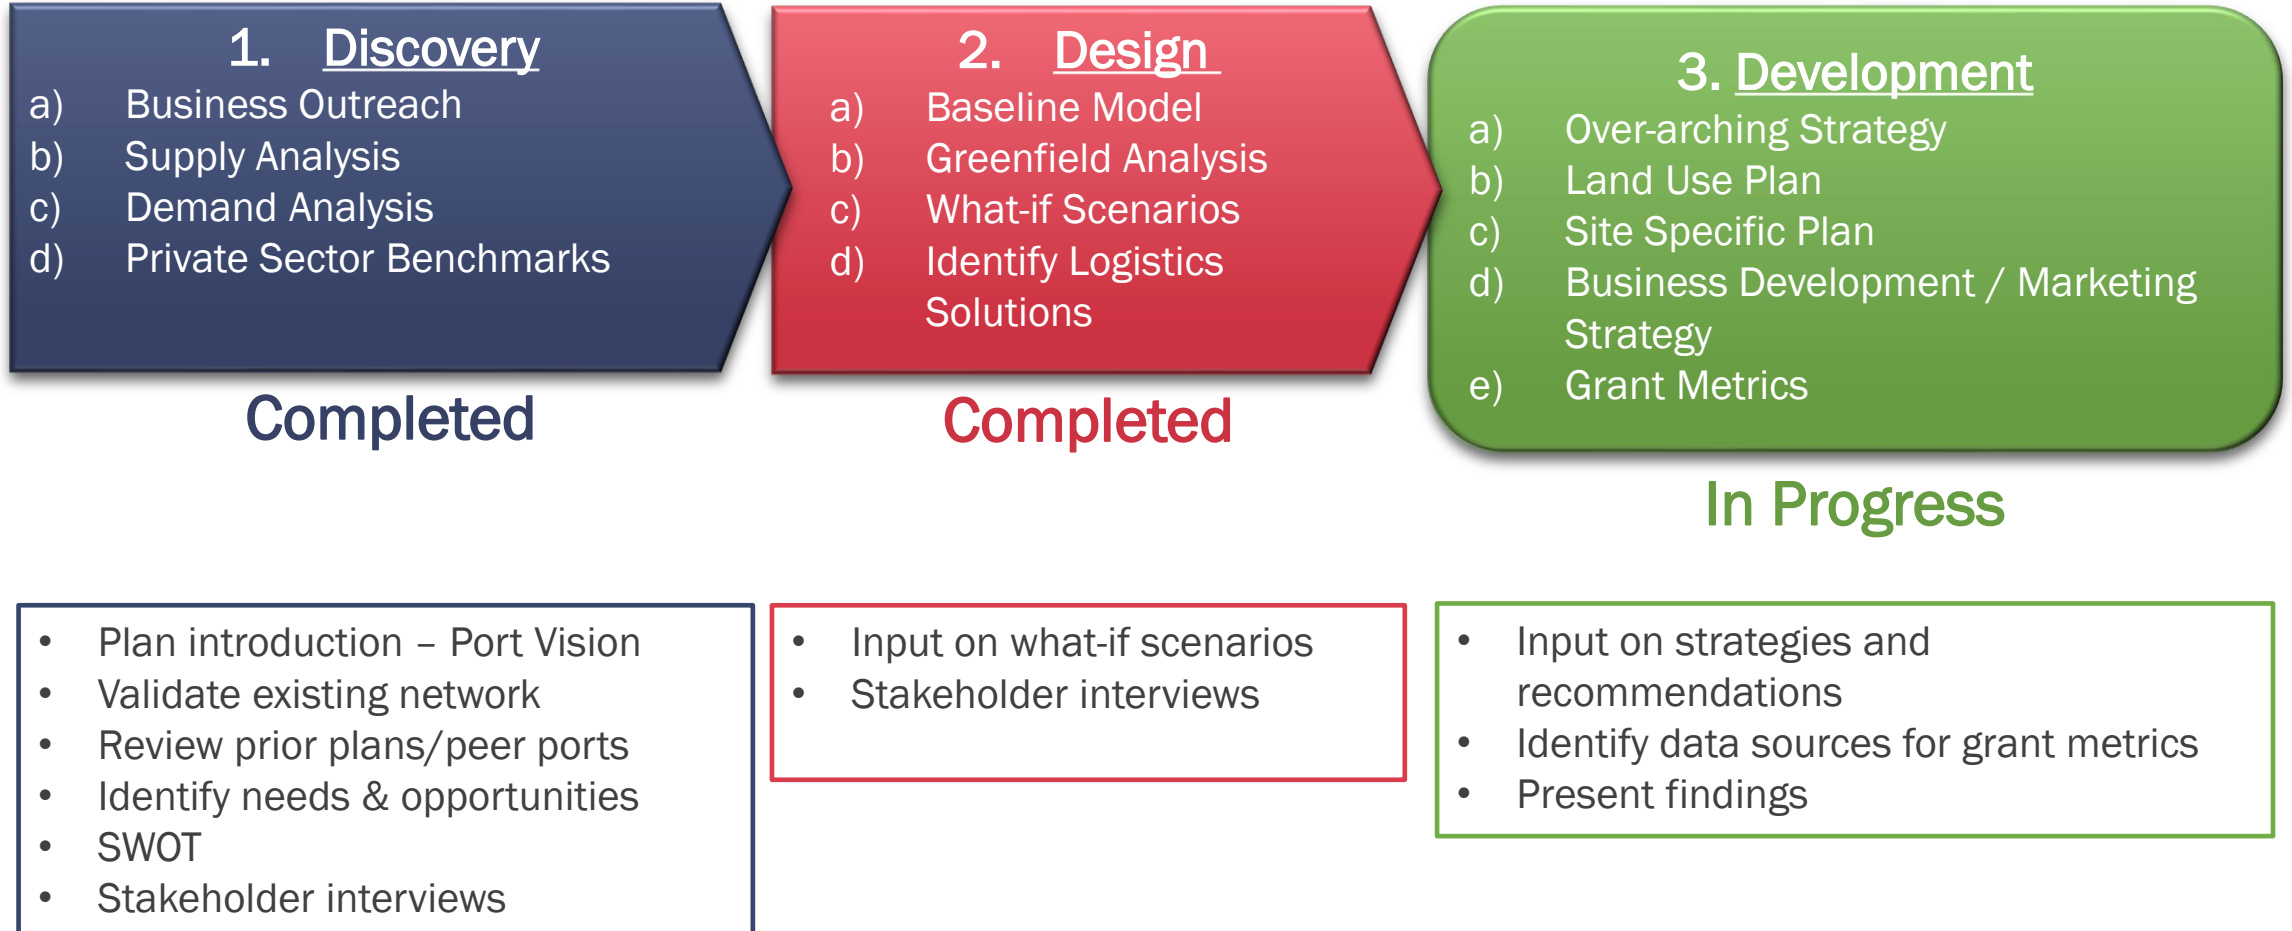 1. Discovery
a) Business Outreach
b) Supply Analysis
c) Demand Analysis
d) Private Sector Benchmarks
Completed
2. Design
a) Baseline Model
b) Greenfield Analysis
c) What-if Scenarios
d) Identify Logistics
Solutions
Completed
3. Development
a) Over-arching Strategy
b) Land Use Plan
c) Site Specific Plan
d) Business Development / Marketing
Strategy
e) Grant Metrics
In Progress
• Plan introduction – Port Vision
• Validate existing network
• Review prior plans/peer ports
• Identify needs & opportunities
• SWOT
• Stakeholder interviews
• Input on what-if scenarios
• Stakeholder interviews
• Input on strategies and
recommendations
• Identify data sources for grant metrics
• Present findings